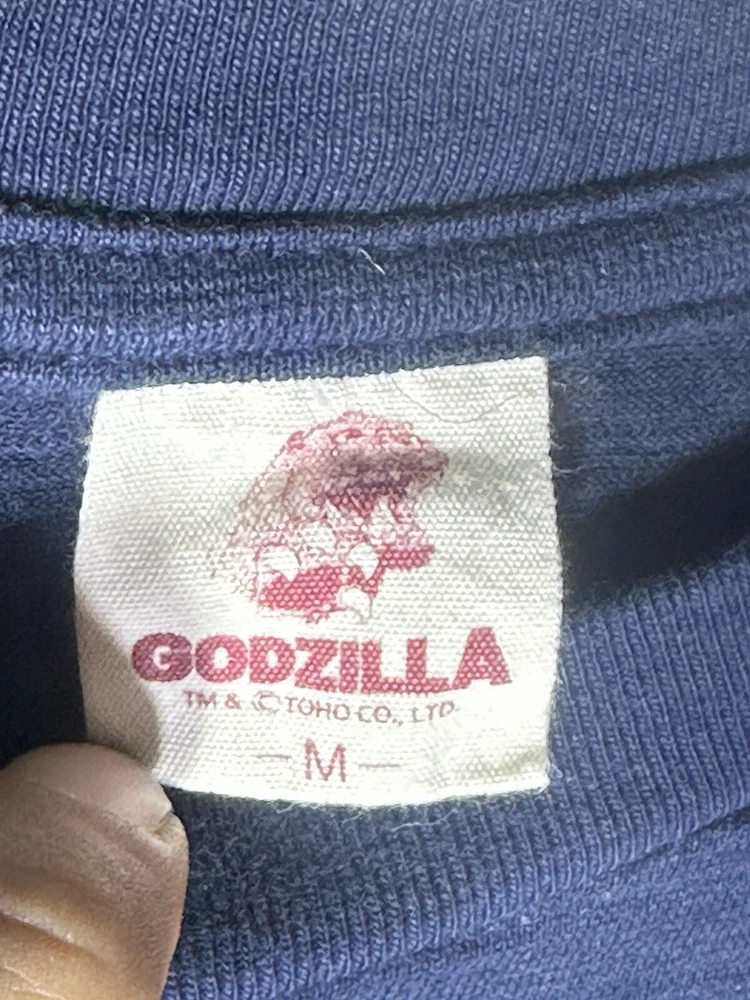 GODZILLA
TM & © TOHO CO., LTD.
– M –